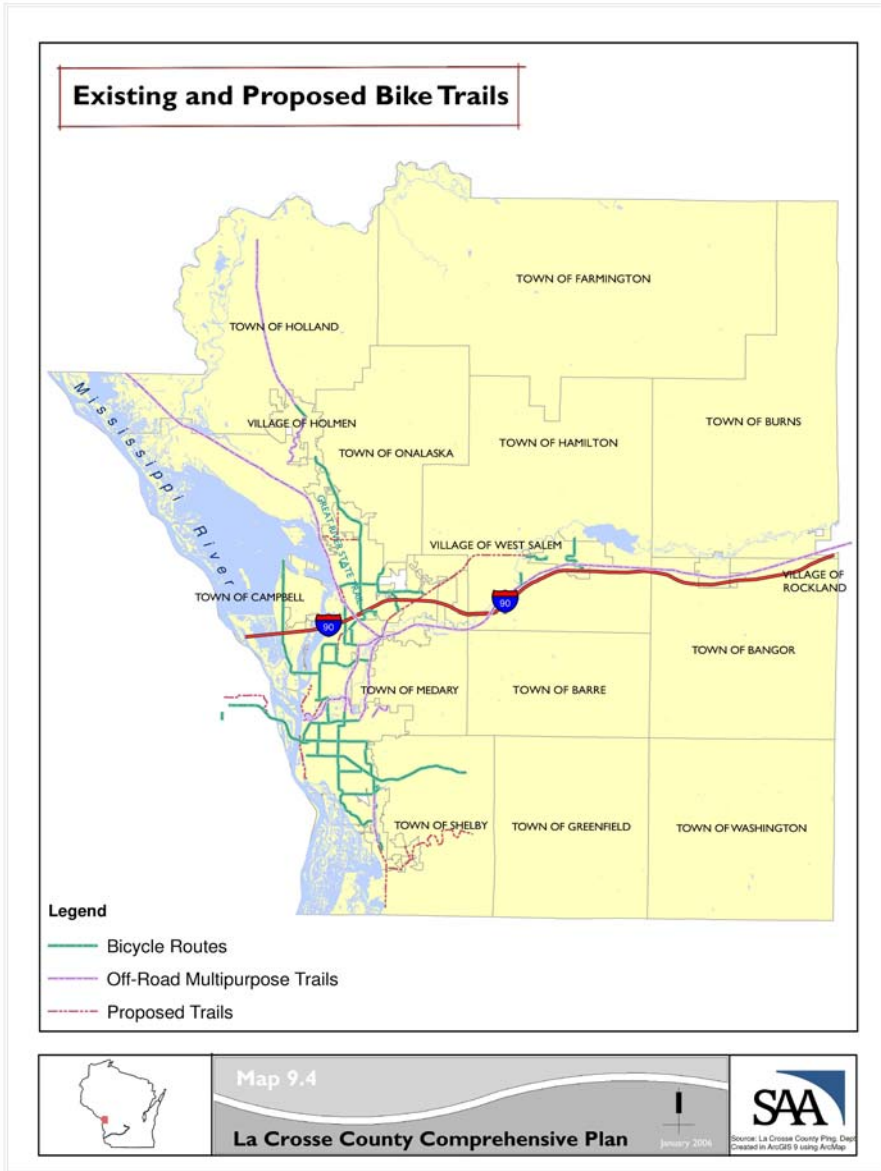 Existing and Proposed Bike Trails
TOWN OF FARMINGTON
TOWN OF HOLLAND
Mississippi River
VILLAGE OF HOLMEN
TOWN OF BURNS
TOWN OF HAMILTON
TOWN OF ONALASKA
GREAT RIVER STATE TRAIL
VILLAGE OF WEST SALEM
VILLAGE OF
ROCKLAND
TOWN OF CAMPBELL
90
90
TOWN OF BANGOR
TOWN OF MEDARY
TOWN OF BARRE
TOWN OF SHELBY
TOWN OF GREENFIELD
TOWN OF WASHINGTON
Legend
Bicycle Routes
Off-Road Multipurpose Trails
Proposed Trails
Map 9.4
La Crosse County Comprehensive Plan
January 2006
SAA
Source: La Crosse County Plng. Dept
Created in ArcGIS 9 using ArcMap